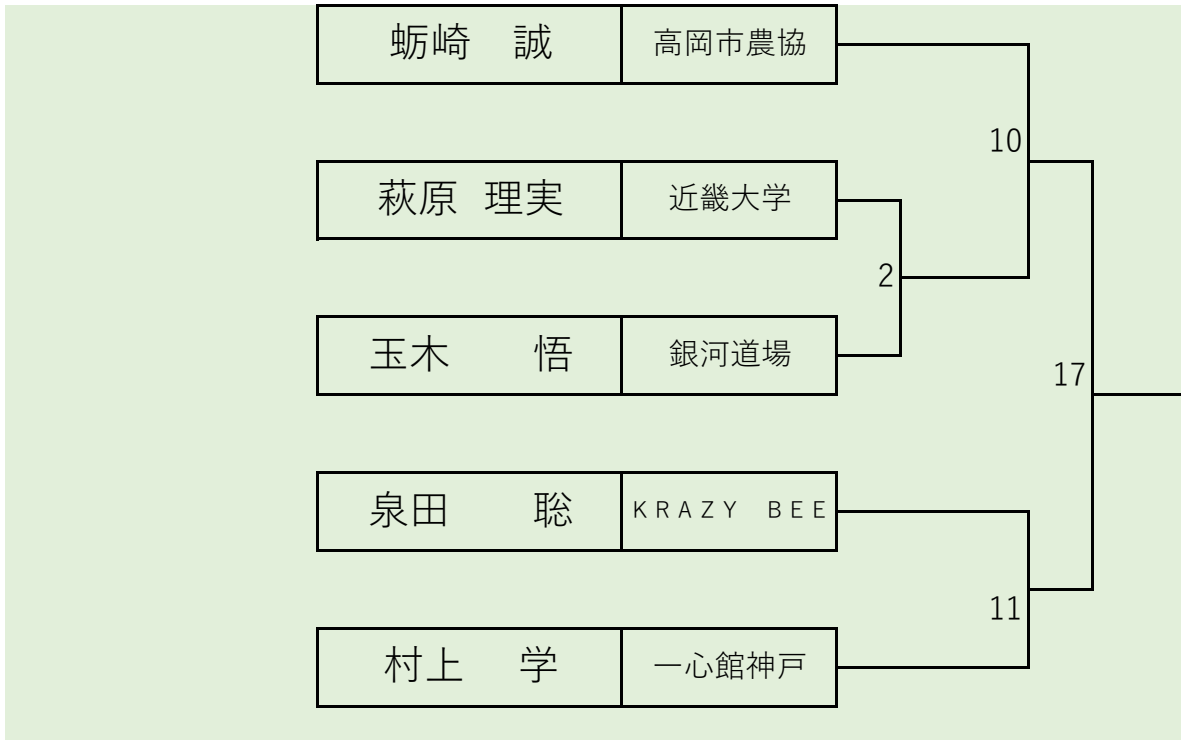 蛎崎　誠　高岡市農協
10
萩原 理実　近畿大学
2
玉木　悟　銀河道場
17
泉田　聡　ＫＲＡＺＹ　ＢＥＥ
11
村上　学　一心館神戸